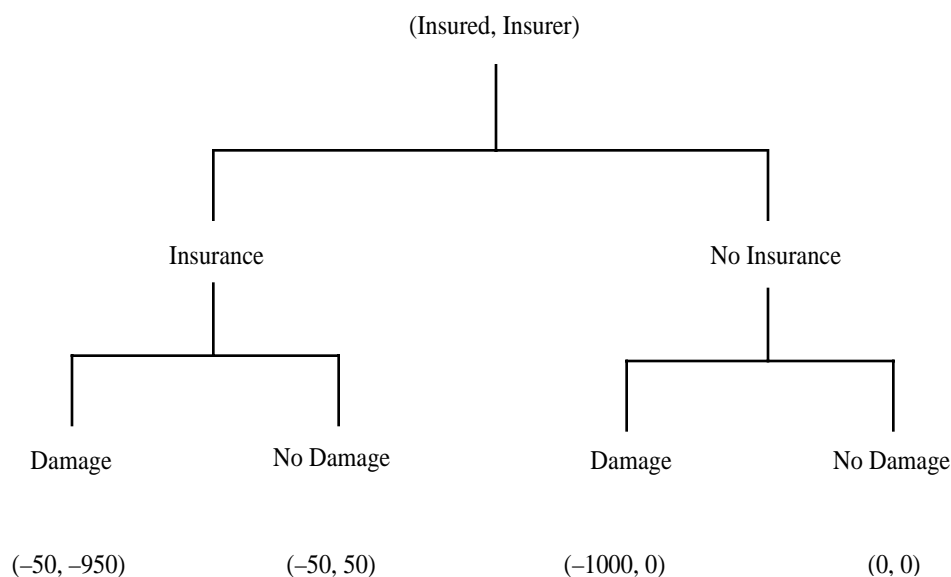 (Insured, Insurer)
Insurance No Insurance
Damage No Damage Damage No Damage
(–50, –950) (–50, 50) (–1000, 0) (0, 0)